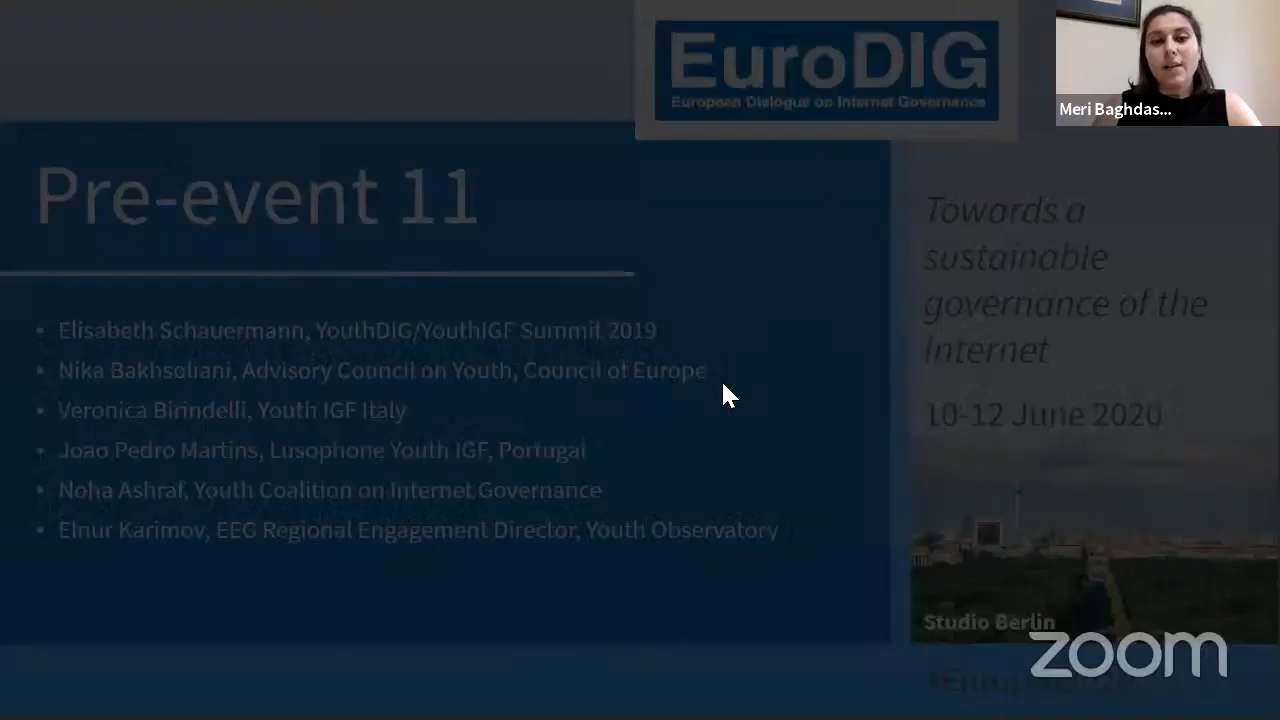 EuroDIG
European Dialogue on Internet Governance
Meri Baghdas...
Pre-event 11
• Elisabeth Schauermann, YouthDIG/YouthIGF Summit 2019
• Nika Bakhsoliani, Advisory Council on Youth, Council of Europe
• Veronica Birindelli, Youth IGF Italy
• Joao Pedro Martins, Lusophone Youth IGF, Portugal
• Noha Ashraf, Youth Coalition on Internet Governance
• Elnur Karimov, EEG Regional Engagement Director, Youth Observatory
Towards a
sustainable
governance of the
Internet
10-12 June 2020
Studio Berlin
zoom